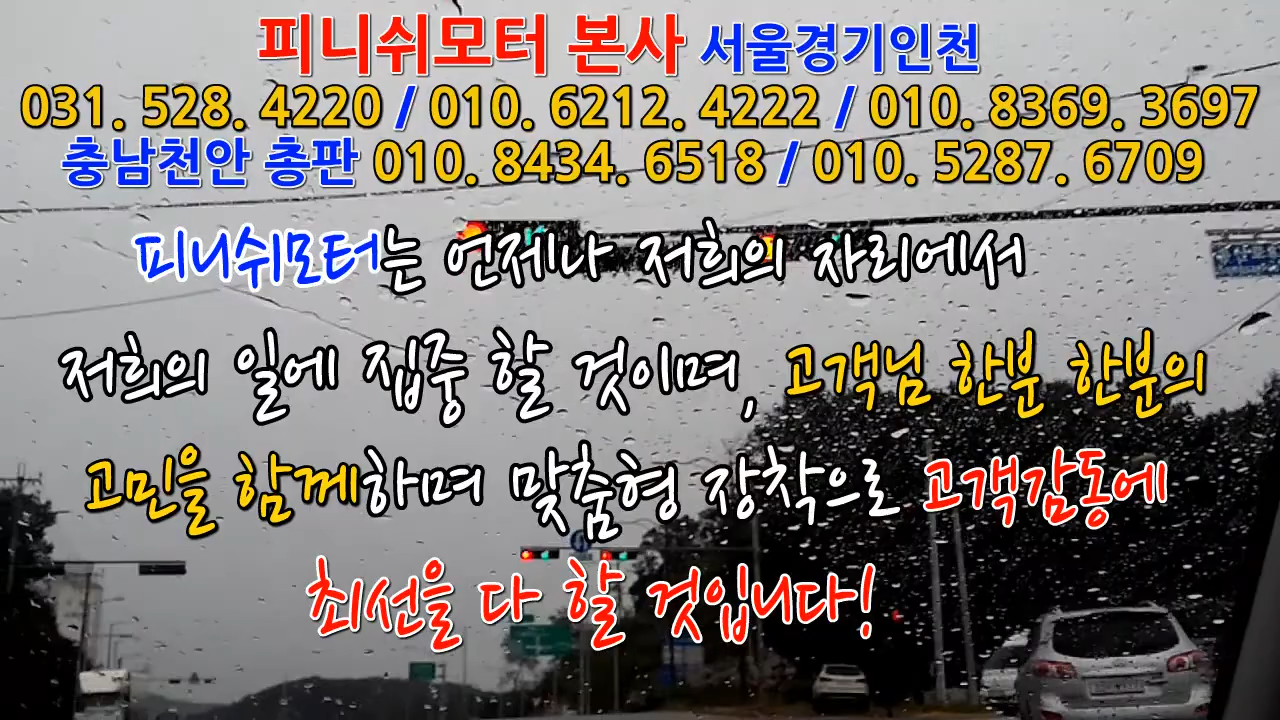 피니쉬모터 본사 서울경기인천
031. 528. 4220 / 010. 6212. 4222 / 010. 8369. 3697
충남천안 총판 010. 8434. 6518 / 010. 5287. 6709
피니쉬모터는 언제나 저희의 자리에서
저희의 일에 집중 할 것이며, 고객님 한분 한분의
고민을 함께하며 맞춤형 장착으로 고객감동에
최선을 다 할 것입니다!